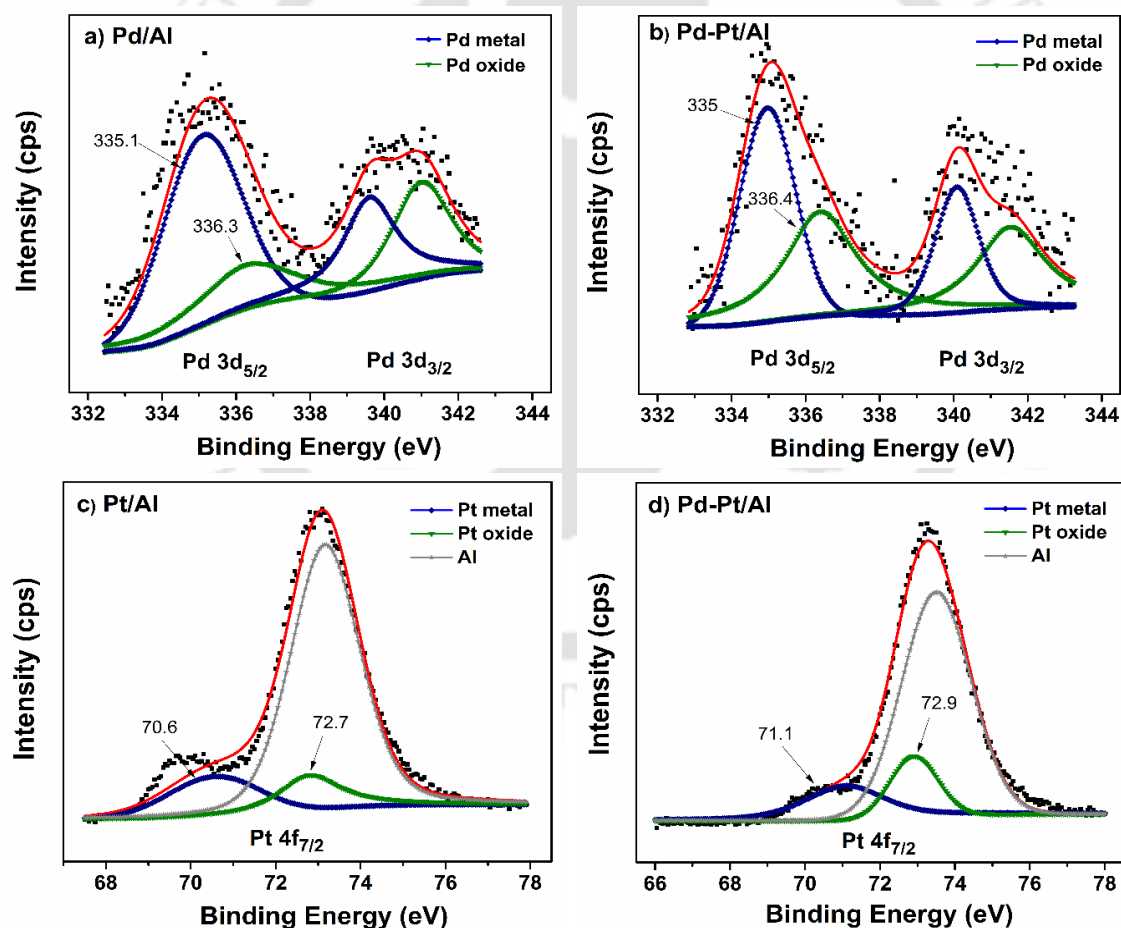 a) Pd/Al
Pd metal
Pd oxide
335.1
336.3
Pd 3d5/2
Pd 3d3/2
Intensity (cps)
332 334 336 338 340 342 344
Binding Energy (eV)
b) Pd-Pt/Al
Pd metal
Pd oxide
335
336.4
Pd 3d5/2
Pd 3d3/2
Intensity (cps)
332 334 336 338 340 342 344
Binding Energy (eV)
c) Pt/Al
Pt metal
Pt oxide
Al
70.6
72.7
Pt 4f7/2
Intensity (cps)
68 70 72 74 76 78
Binding Energy (eV)
d) Pd-Pt/Al
Pt metal
Pt oxide
Al
71.1
72.9
Pt 4f7/2
Intensity (cps)
66 68 70 72 74 76 78
Binding Energy (eV)